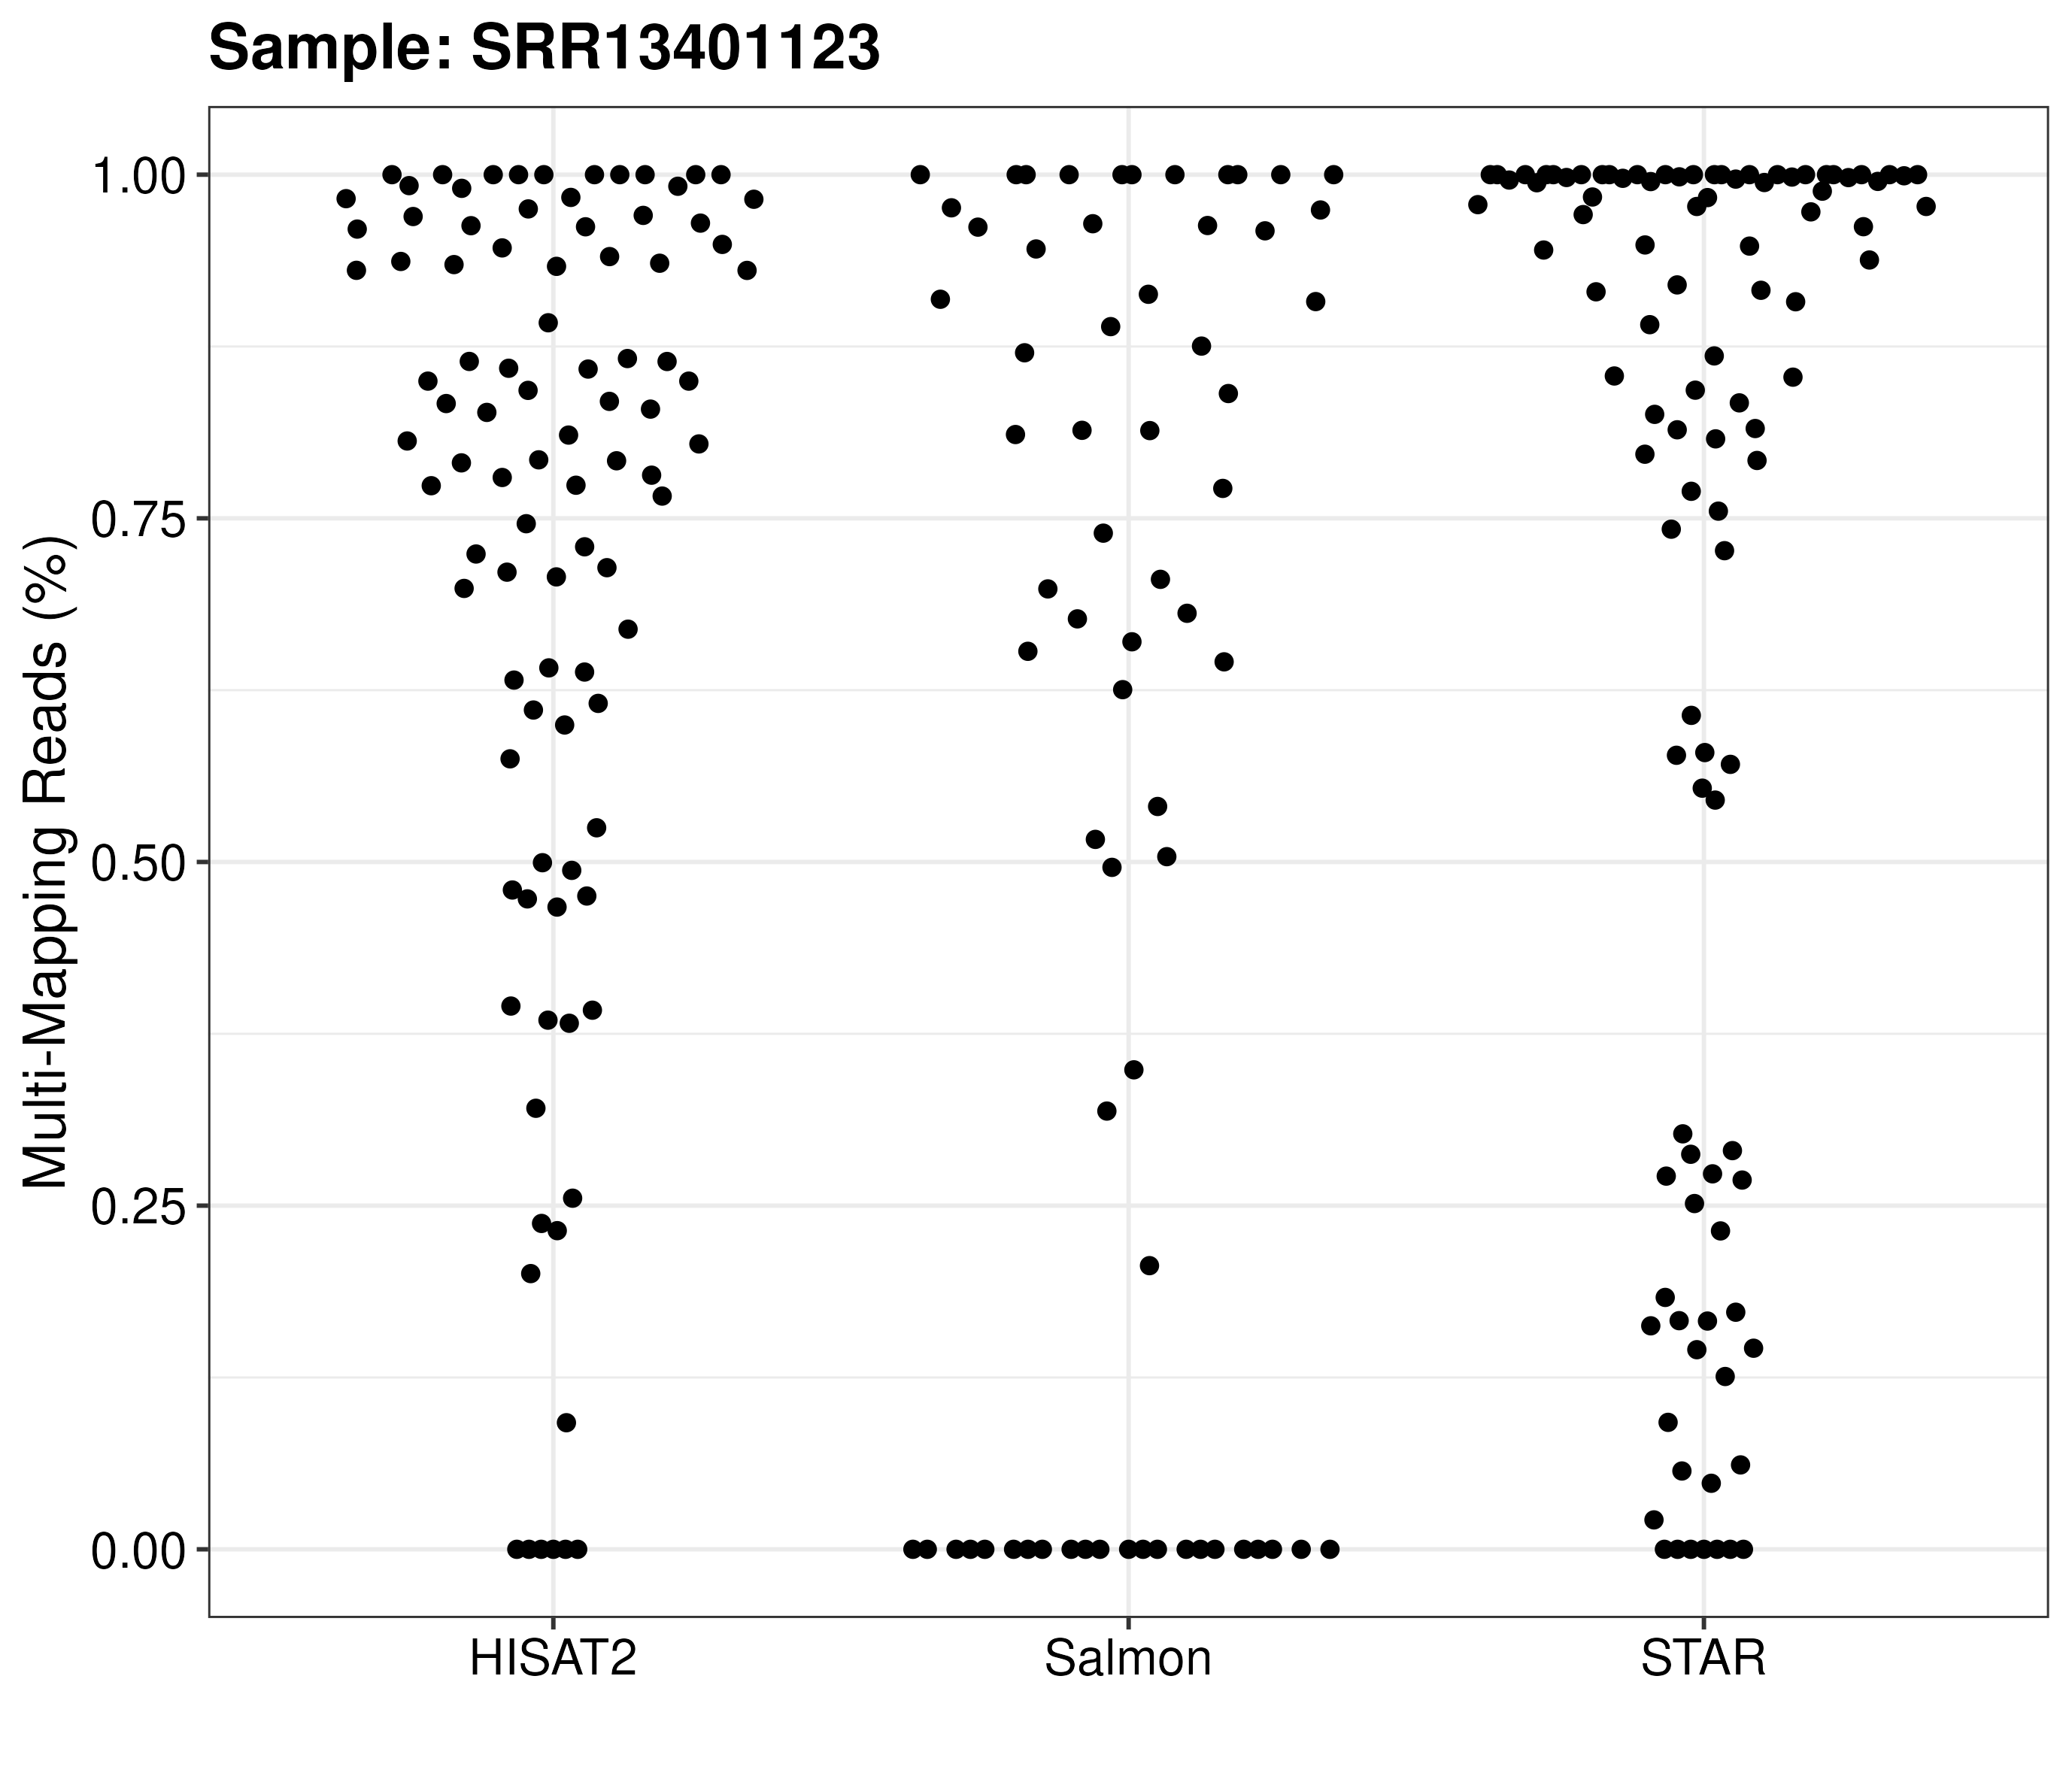 Sample: SRR13401123
Multi-Mapping Reads (%)
1.00
0.75
0.50
0.25
0.00
HISAT2 Salmon STAR